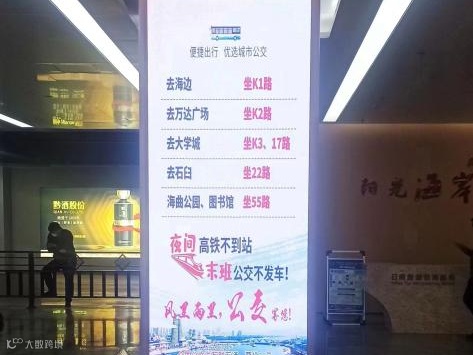 便捷出行 优选城市公交
去海边 坐K1路
去万达广场 坐K2路
去大学城 坐K3、17路
去石臼 坐22路
海曲公园、图书馆 坐55路
夜间 高铁不到站
末班 公交不发车!
风里雨里,公交等您!
黔酒股份
阳光海岸
大数跨境